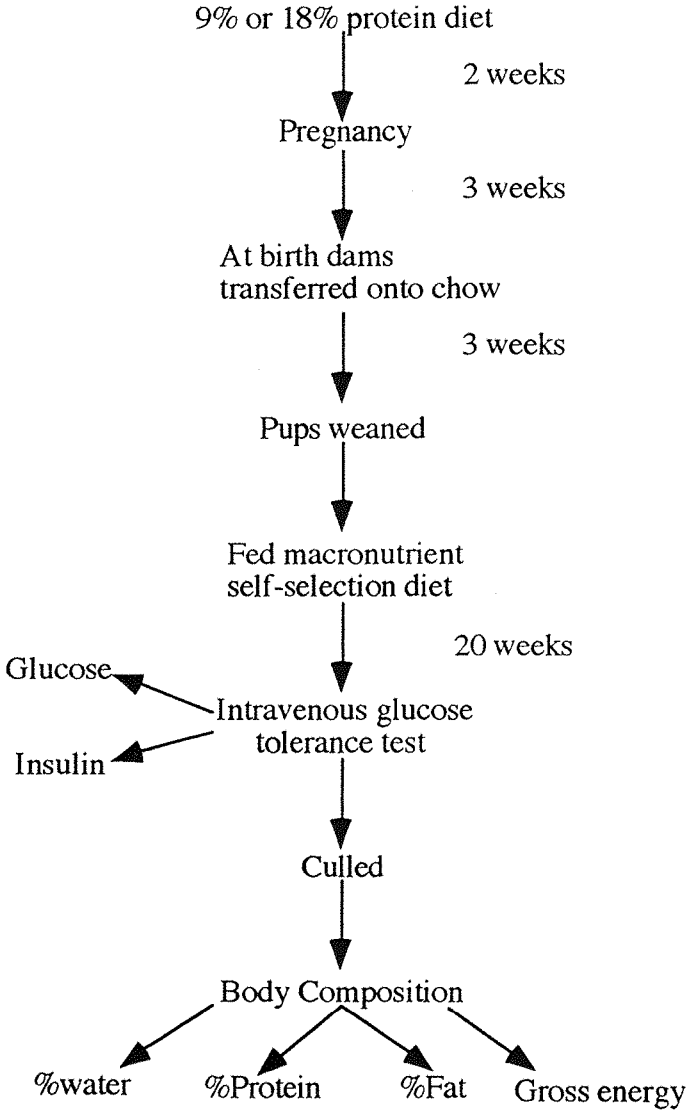 9% or 18% protein diet
2 weeks
Pregnancy
3 weeks
At birth dams
transferred onto chow
3 weeks
Pups weaned
Fed macronutrient
self-selection diet
20 weeks
Glucose
Intravenous glucose
tolerance test
Insulin
Culled
Body Composition
%water
%Protein
%Fat
Gross energy